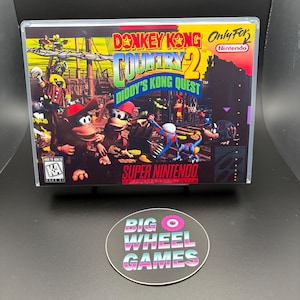 DONKEY KONG
COUNTRY 2
DIDDY'S KONG QUEST
Only For
Nintendo
SUPER NINTENDO
BIG
WHEEL
GAMES